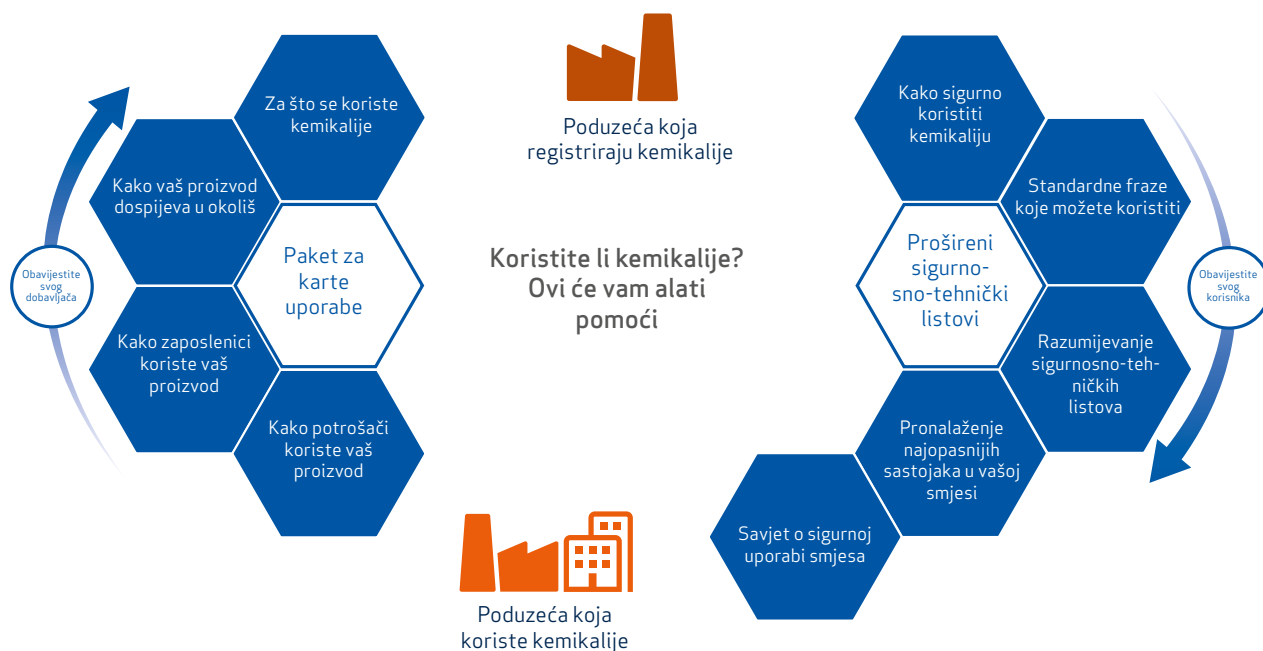 Za što se koriste
kemikalije
Kako vaš proizvod
dospijeva u okoliš
Paket za
karte
uporabe
Obavijestite
svog
dobavljača
Kako zaposlenici
koriste vaš
proizvod
Kako potrošači
koriste vaš
proizvod
Poduzeća koja
registriraju kemikalije
Koristite li kemikalije?
Ovi će vam alati
pomoći
Poduzeća koja
koriste kemikalije
Kako sigurno
koristiti
kemikaliju
Standardne fraze
koje možete koristiti
Prošireni
sigurno-
sno-tehnički
listovi
Obavijestite
svog
korisnika
Razumijevanje
sigurnosno-teh-
ničkih
listova
Pronalaženje
najopasnijih
sastojaka u vašoj
smjesi
Savjet o sigurnoj
uporabi smjesa